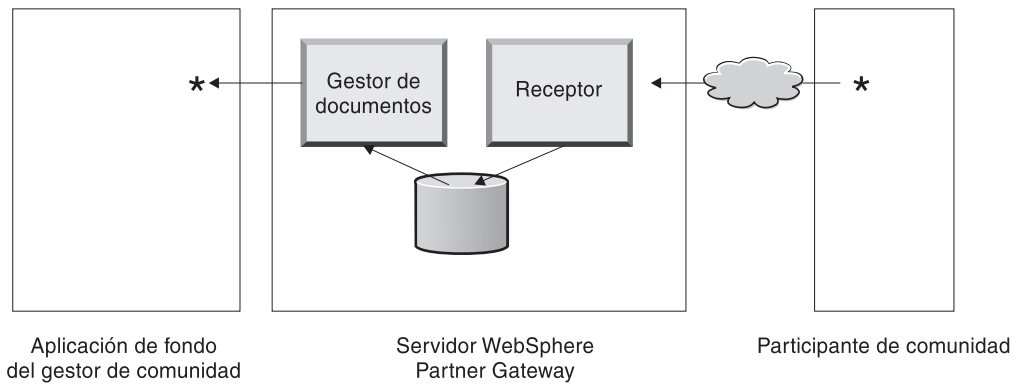 *
Gestor de
documentos
Receptor
*
Aplicación de fondo
del gestor de comunidad
Servidor WebSphere
Partner Gateway
Participante de comunidad